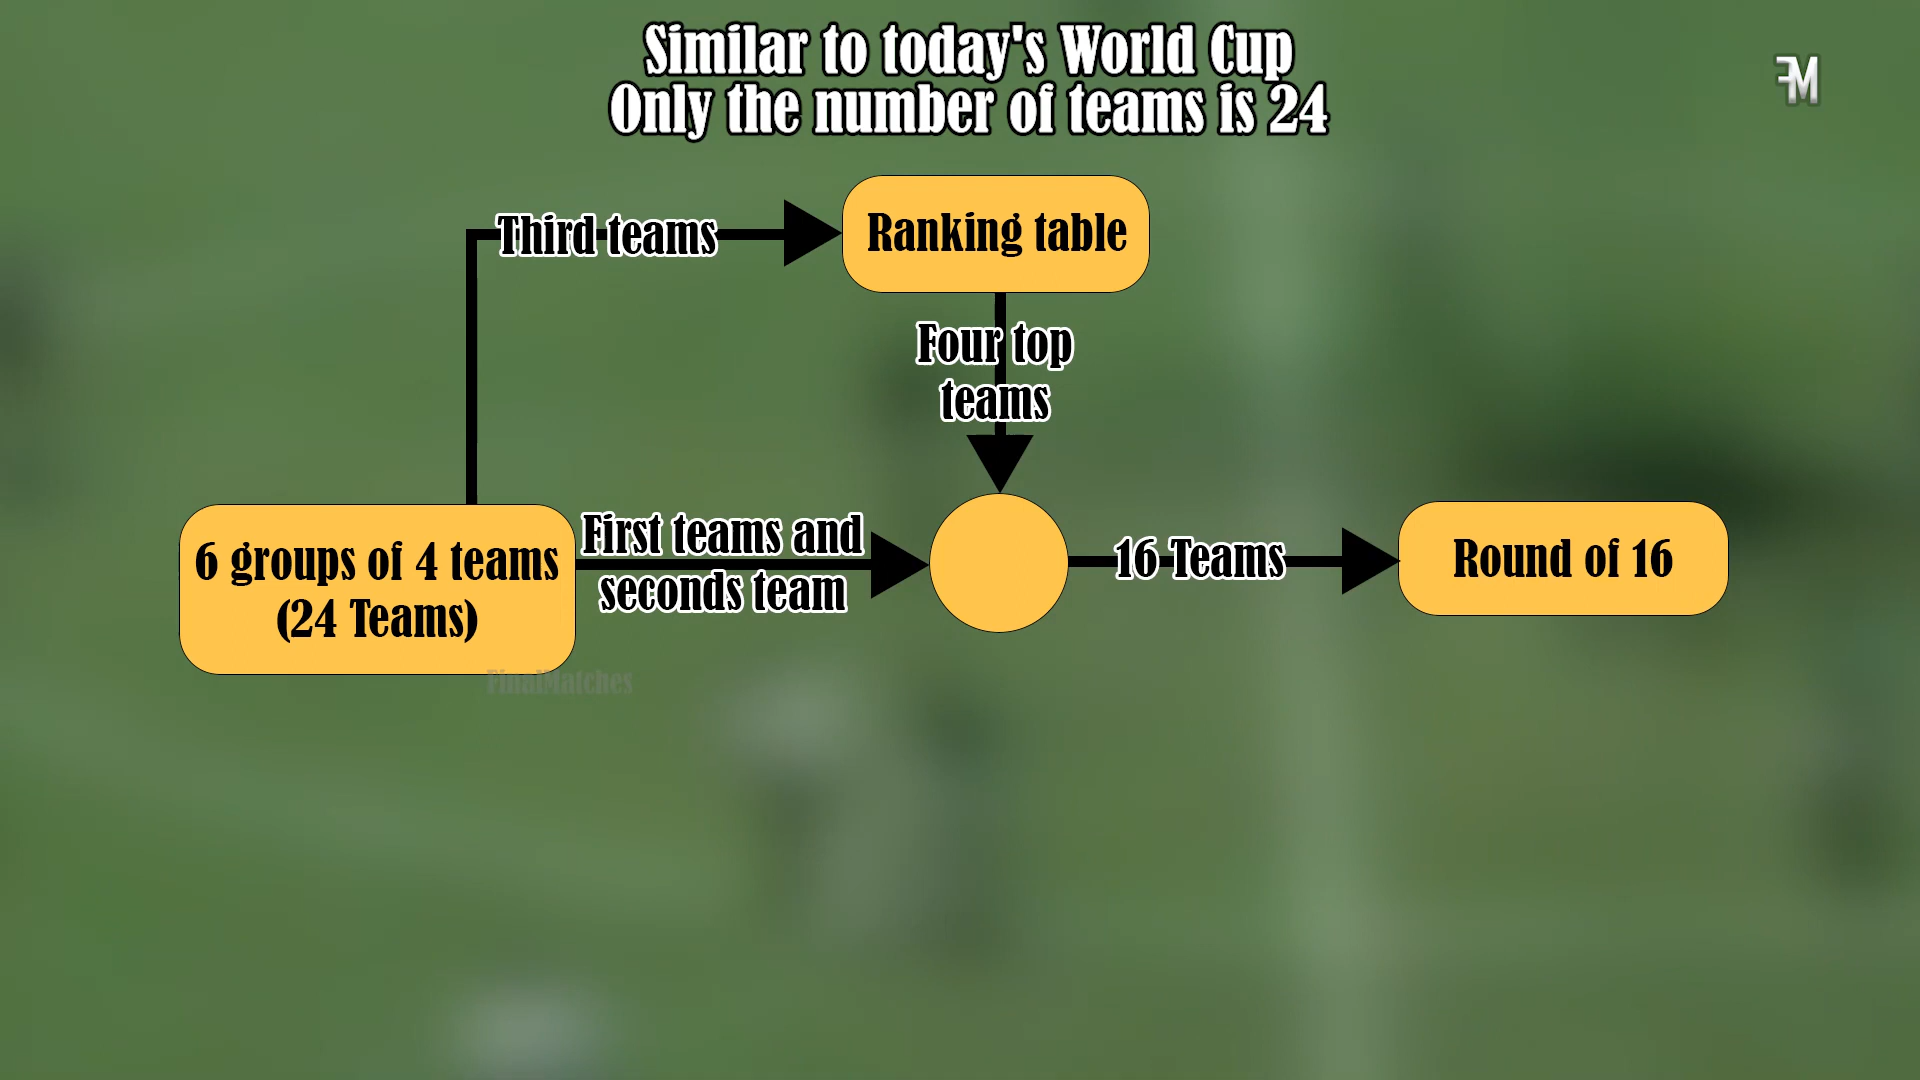 Similar to today's World Cup
Only the number of teams is 24
FM
Third teams
Ranking table
Four top
teams
6 groups of 4 teams
(24 Teams)
First teams and
seconds team
16 Teams
Round of 16
FinalMatches